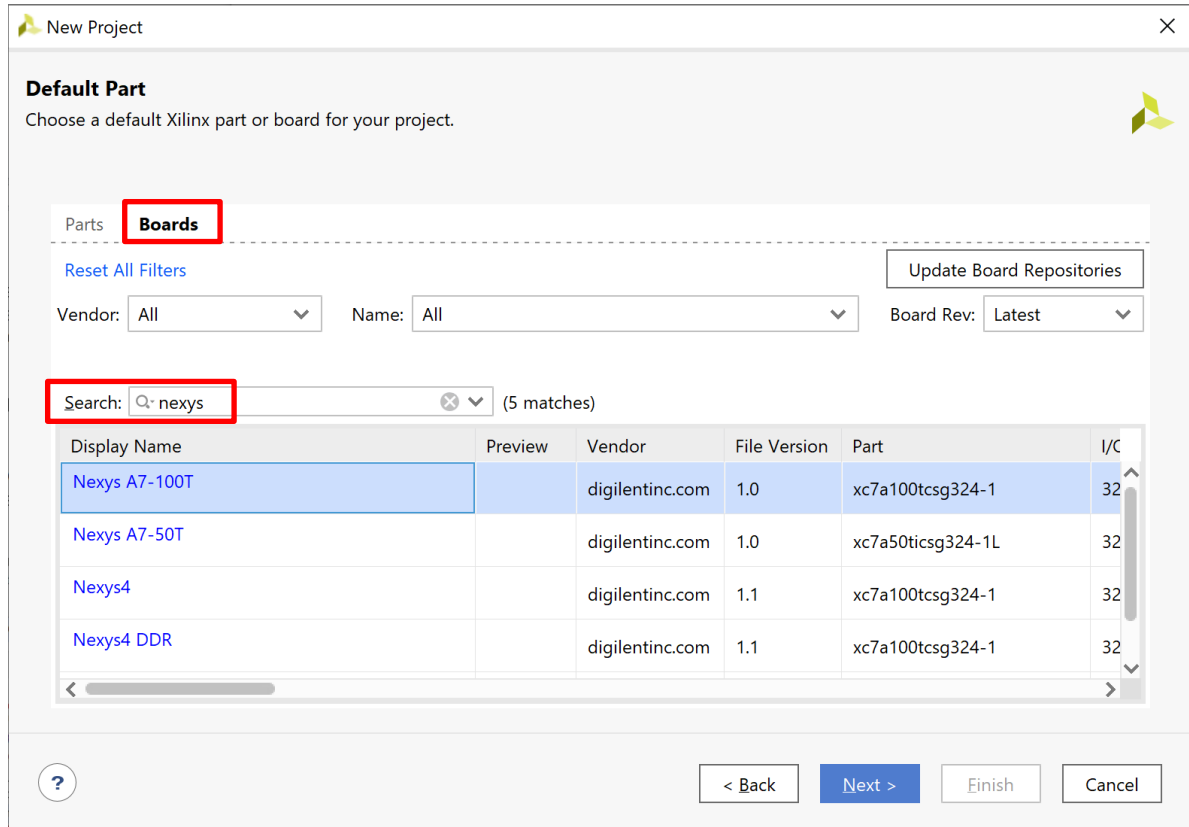 New Project
Default Part
Choose a default Xilinx part or board for your project.
Parts Boards
Reset All Filters Update Board Repositories
Vendor: All Name: All Board Rev: Latest
Search: nexys (5 matches)
Display Name Preview Vendor File Version Part I/O
Nexys A7-100T digilentinc.com 1.0 xc7a100tcsg324-1 32
Nexys A7-50T digilentinc.com 1.0 xc7a50ticsg324-1L 32
Nexys4 digilentinc.com 1.1 xc7a100tcsg324-1 32
Nexys4 DDR digilentinc.com 1.1 xc7a100tcsg324-1 32
? < Back Next > Finish Cancel